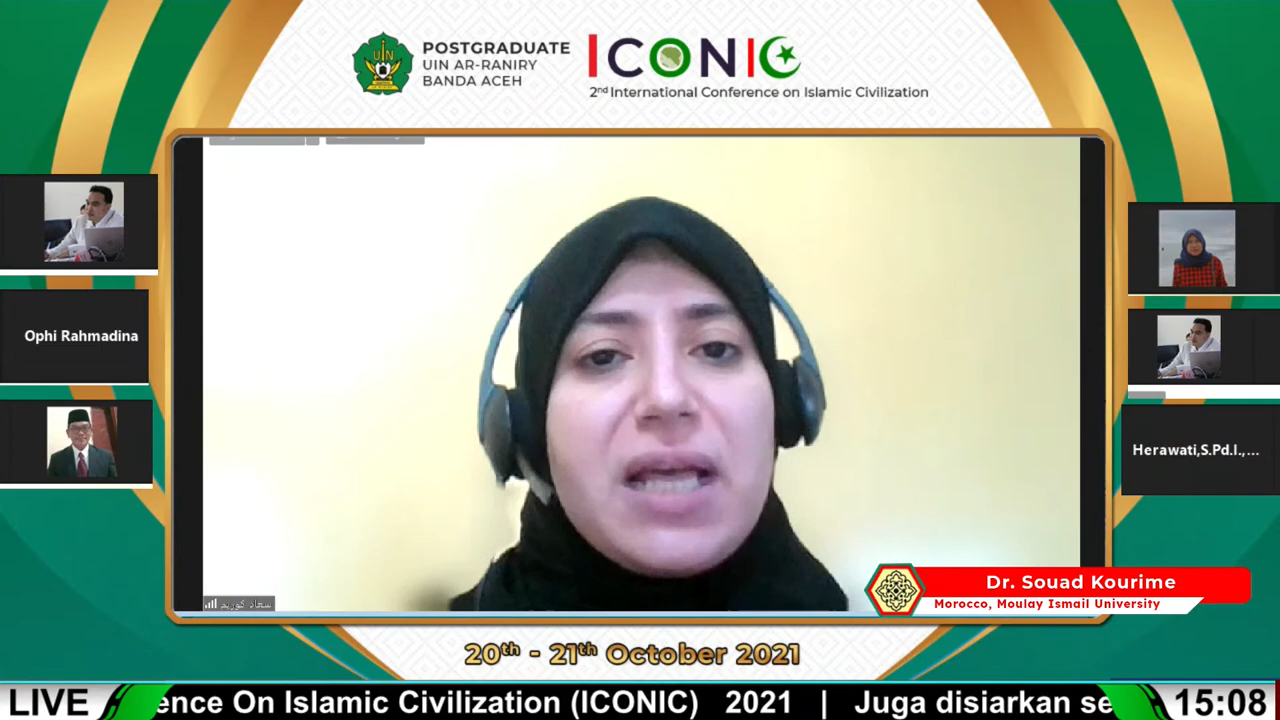 UIN
POSTGRADUATE
UIN AR-RANIRY
BANDA ACEH
ICONIC
2nd International Conference on Islamic Civilization
Ophi Rahmadina
Herawati,S.Pd.I.,...
سعاد كوريم
Dr. Souad Kourime
Morocco, Moulay Ismail University
20th - 21th October 2021
LIVE
ence On Islamic Civilization (ICONIC) 2021 | Juga disiarkan se
15:08